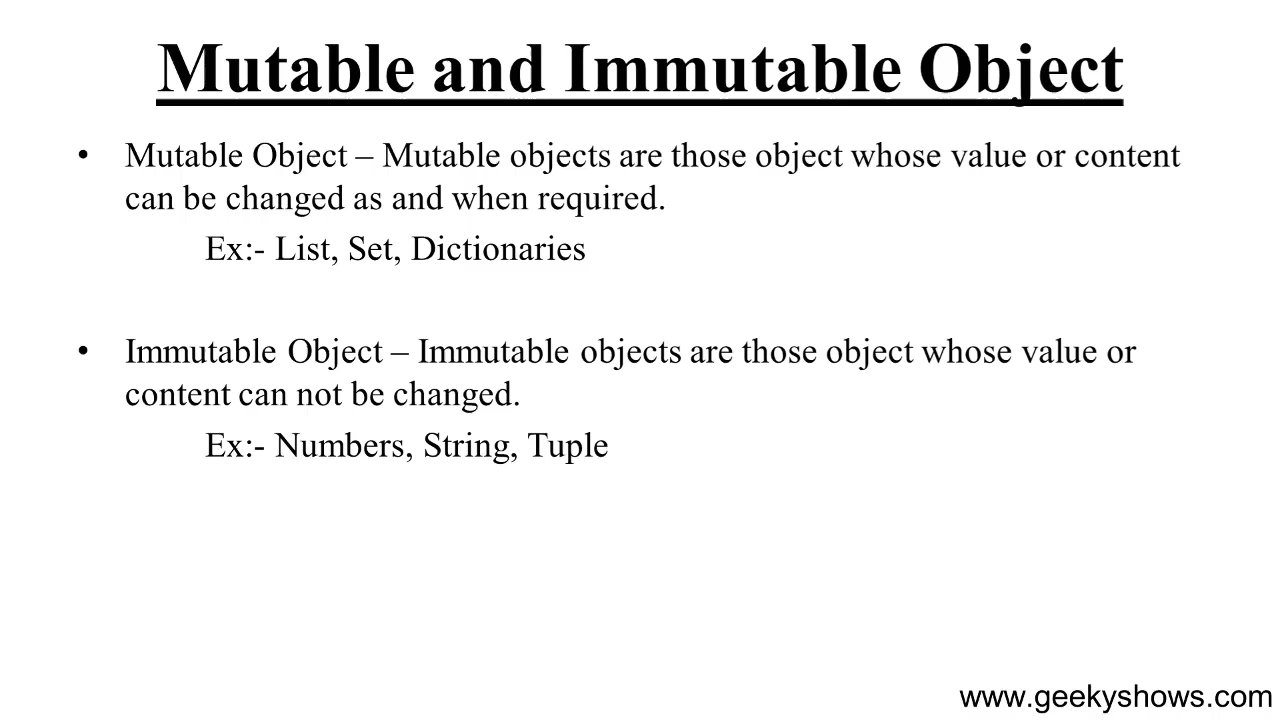 Mutable and Immutable Object
• Mutable Object – Mutable objects are those object whose value or content
can be changed as and when required.
Ex:- List, Set, Dictionaries
• Immutable Object – Immutable objects are those object whose value or
content can not be changed.
Ex:- Numbers, String, Tuple
www.geekyshows.com